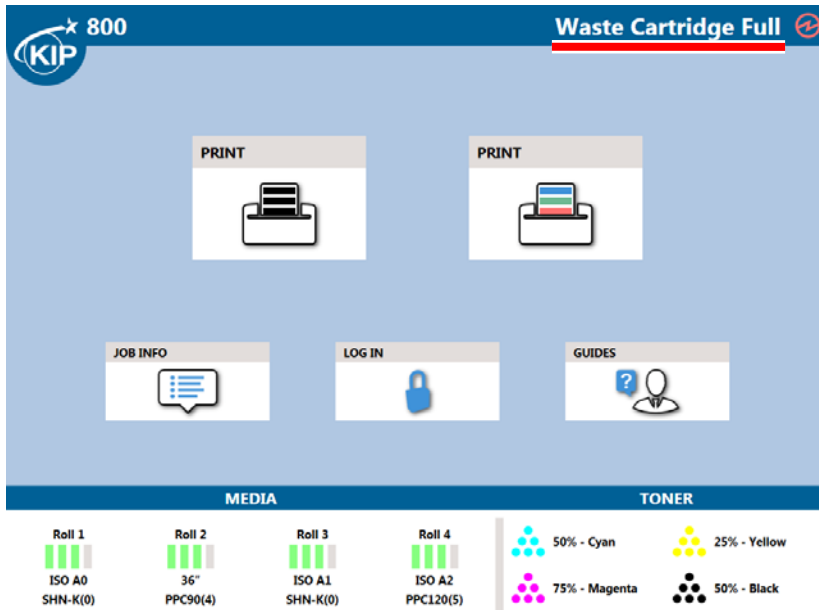 KIP 800
Waste Cartridge Full
PRINT
PRINT
JOB INFO
LOG IN
GUIDES
?
MEDIA
TONER
Roll 1
Roll 2
Roll 3
Roll 4
ISO A0
36"
ISO A1
ISO A2
SHN-K(0)
PPC90(4)
SHN-K(0)
PPC120(5)
50% - Cyan
25% - Yellow
75% - Magenta
50% - Black